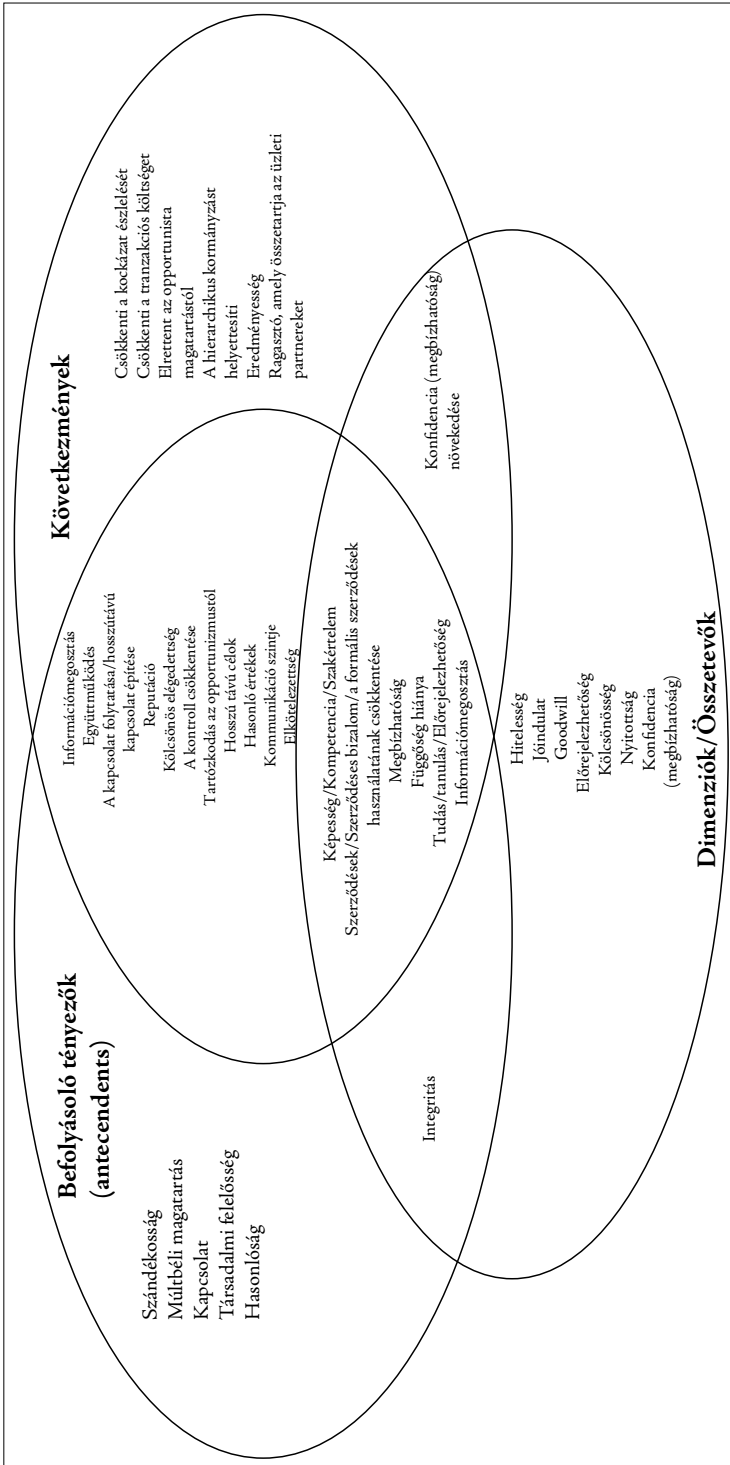 Befolyásoló tényezők
(antecendents)
Szándékosság
Múltbéli magatartás
Kapcsolat
Társadalmi felelősség
Hasonlóság
Információmegosztás
Együttműködés
A kapcsolat folytatása/hosszútávú
kapcsolat építése
Reputáció
Kölcsönös elégedettség
A kontroll csökkentése
Tartózkodás az opportunizmustól
Hosszú távú célok
Hasonló értékek
Kommunikáció szintje
Elkötelezettség
Következmények
Csökkenti a kockázat észlelését
Csökkenti a tranzakciós költséget
Elrettent az opportunista
magatartástól
A hierarchikus kormányzást
helyettesíti
Eredményesség
Ragasztó, amely összetartja az üzleti
partnereket
Integritás
Képesség/Kompetencia/Szakértelem
Szerződések/Szerződéses bizalom/a formális szerződések
használatának csökkentése
Megbízhatóság
Függőség hiánya
Tudás/tanulás/Előrejelezhetőség
Információmegosztás
Konfidencia (megbízhatóság)
növekedése
Hitelesség
Jóindulat
Goodwill
Előrejelezhetőség
Kölcsönösség
Nyitottság
Konfidencia
(megbízhatóság)
Dimenziók/Összetevők